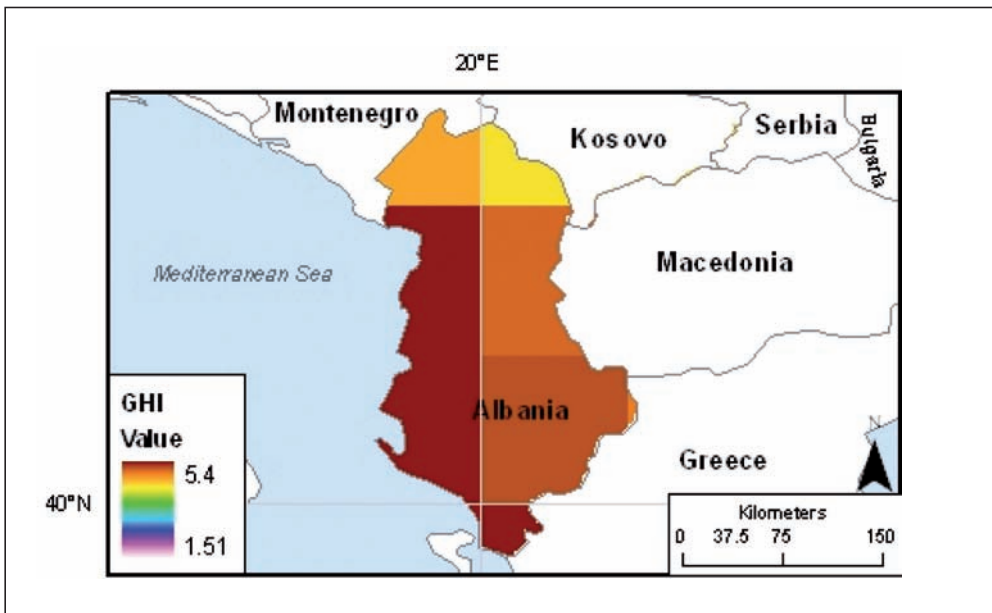 20°E
Montenegro
Kosovo
Serbia
Bulgaria
Mediterranean Sea
Macedonia
GHI
Value
5.4
1.51
Albania
Greece
N
40°N
Kilometers
0 37.5 75 150